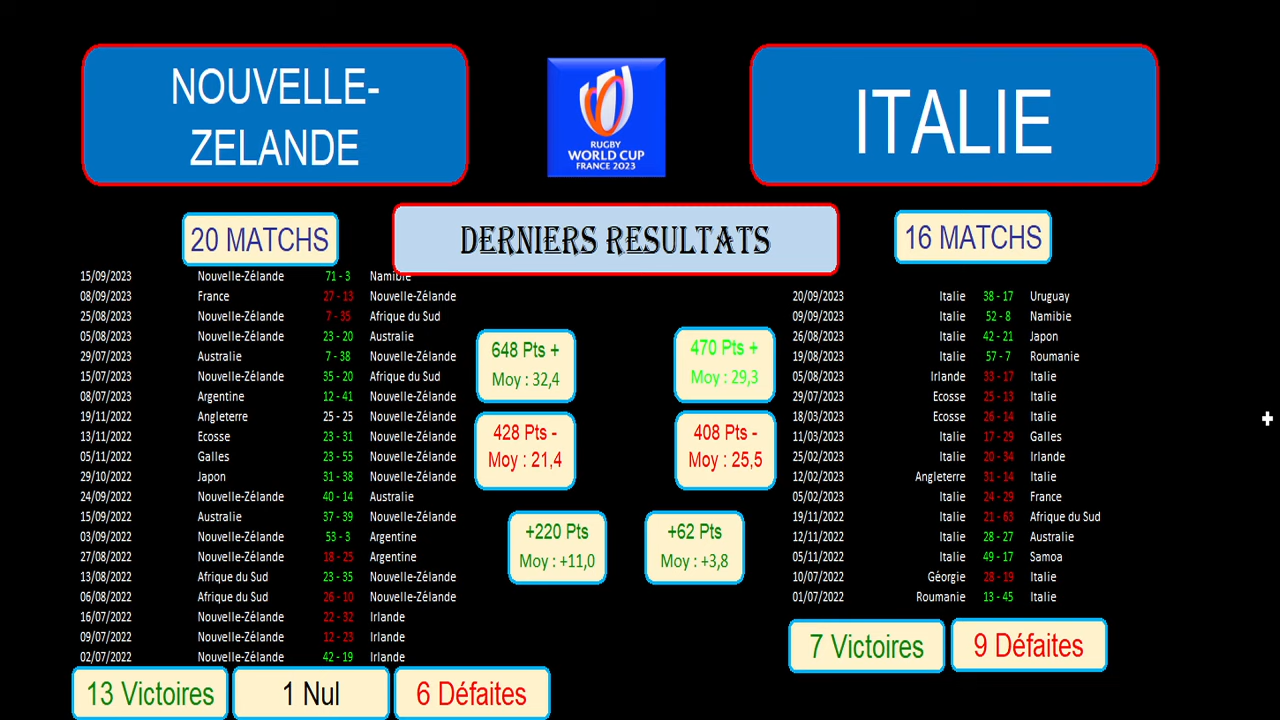 NOUVELLE-
ZELANDE
RUGBY
WORLD CUP
FRANCE 2023
ITALIE
20 MATCHS
DERNIERS RESULTATS
16 MATCHS
15/09/2023 Nouvelle-Zélande 71 - 3 Namibie
08/09/2023 France 27 - 13 Nouvelle-Zélande
25/08/2023 Nouvelle-Zélande 7 - 35 Afrique du Sud
05/08/2023 Nouvelle-Zélande 23 - 20 Australie
29/07/2023 Australie 7 - 38 Nouvelle-Zélande
15/07/2023 Nouvelle-Zélande 35 - 20 Afrique du Sud
08/07/2023 Argentine 12 - 41 Nouvelle-Zélande
19/11/2022 Angleterre 25 - 25 Nouvelle-Zélande
13/11/2022 Ecosse 23 - 31 Nouvelle-Zélande
05/11/2022 Galles 23 - 55 Nouvelle-Zélande
29/10/2022 Japon 31 - 38 Nouvelle-Zélande
24/09/2022 Nouvelle-Zélande 40 - 14 Australie
15/09/2022 Australie 37 - 39 Nouvelle-Zélande
03/09/2022 Nouvelle-Zélande 53 - 3 Argentine
27/08/2022 Nouvelle-Zélande 18 - 25 Argentine
13/08/2022 Afrique du Sud 23 - 35 Nouvelle-Zélande
06/08/2022 Afrique du Sud 26 - 10 Nouvelle-Zélande
16/07/2022 Nouvelle-Zélande 22 - 32 Irlande
09/07/2022 Nouvelle-Zélande 12 - 23 Irlande
02/07/2022 Nouvelle-Zélande 42 - 19 Irlande
13 Victoires
1 Nul
6 Défaites
648 Pts +
Moy : 32,4
428 Pts -
Moy : 21,4
+220 Pts
Moy : +11,0
470 Pts +
Moy : 29,3
408 Pts -
Moy : 25,5
+62 Pts
Moy : +3,8
20/09/2023 Italie 38 - 17 Uruguay
09/09/2023 Italie 52 - 8 Namibie
26/08/2023 Italie 42 - 21 Japon
19/08/2023 Italie 57 - 7 Roumanie
05/08/2023 Irlande 33 - 17 Italie
29/07/2023 Ecosse 25 - 13 Italie
18/03/2023 Ecosse 26 - 14 Italie
11/03/2023 Italie 17 - 29 Galles
25/02/2023 Italie 20 - 34 Irlande
12/02/2023 Angleterre 31 - 14 Italie
05/02/2023 Italie 24 - 29 France
19/11/2022 Italie 21 - 63 Afrique du Sud
12/11/2022 Italie 28 - 27 Australie
05/11/2022 Italie 49 - 17 Samoa
10/07/2022 Géorgie 28 - 19 Italie
01/07/2022 Roumanie 13 - 45 Italie
7 Victoires
9 Défaites